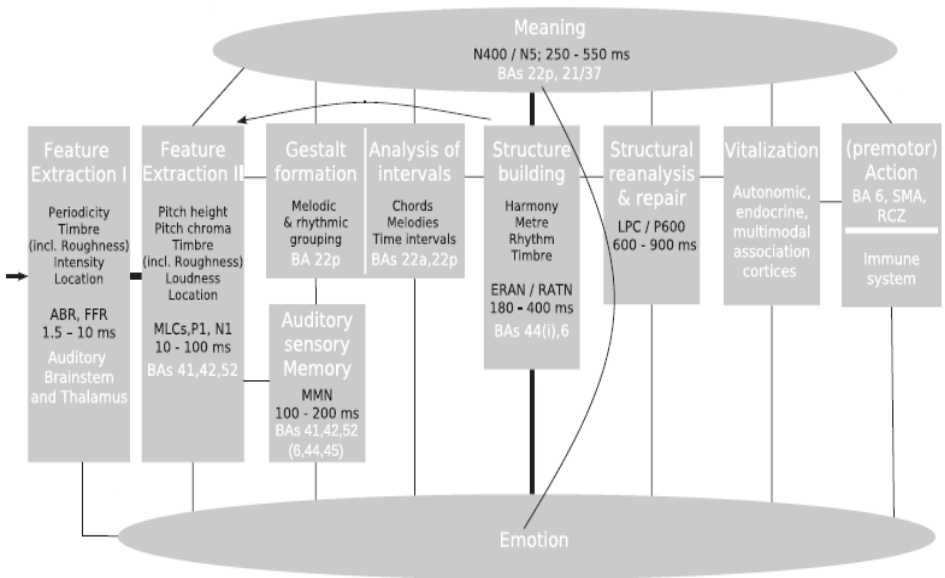 Meaning
N400 / N5; 250 - 550 ms
BAs 22p, 21/37
Feature
Extraction I
Periodicity
Timbre
(incl. Roughness)
Intensity
Location
ABR, FFR
1.5 – 10 ms
Auditory
Brainstem
and Thalamus
Feature
Extraction II
Pitch height
Pitch chroma
Timbre
(incl. Roughness)
Loudness
Location
MLCs,P1, N1
10 - 100 ms
BAs 41,42,52
Gestalt
formation
Melodic
& rhythmic
grouping
BA 22p
Analysis of
intervals
Chords
Melodies
Time intervals
BAs 22a,22p
Auditory
sensory
Memory
MMN
100 - 200 ms
BAs 41,42,52
(6,44,45)
Structure
building
Harmony
Metre
Rhythm
Timbre
ERAN / RATN
180 – 400 ms
BAs 44(i),6
Structural
reanalysis
& repair
LPC / P600
600 - 900 ms
Vitalization
Autonomic,
endocrine,
multimodal
association
cortices
(premotor)
Action
BA 6, SMA,
RCZ
Immune
system
Emotion